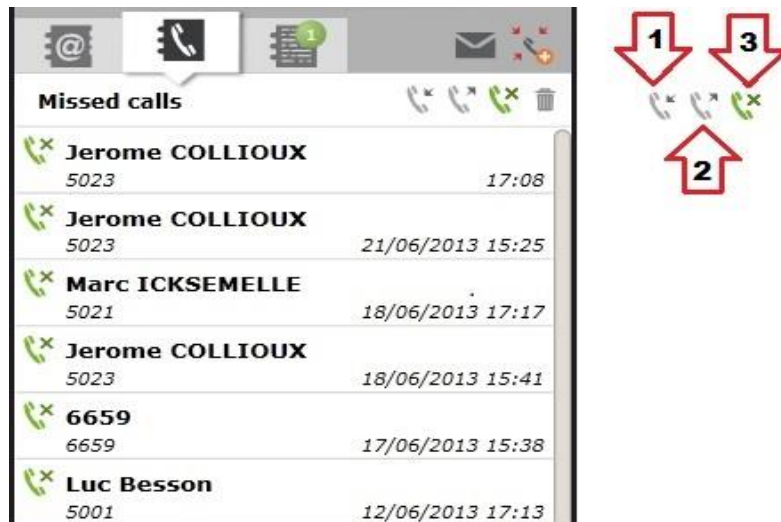 @
1
Missed calls
Jerome COLLIOUX
5023 17:08
Jerome COLLIOUX
5023 21/06/2013 15:25
Marc ICKSEMELLE
5021 18/06/2013 17:17
Jerome COLLIOUX
5023 18/06/2013 15:41
6659
6659 17/06/2013 15:38
Luc Besson
5001 12/06/2013 17:13
1 3
2